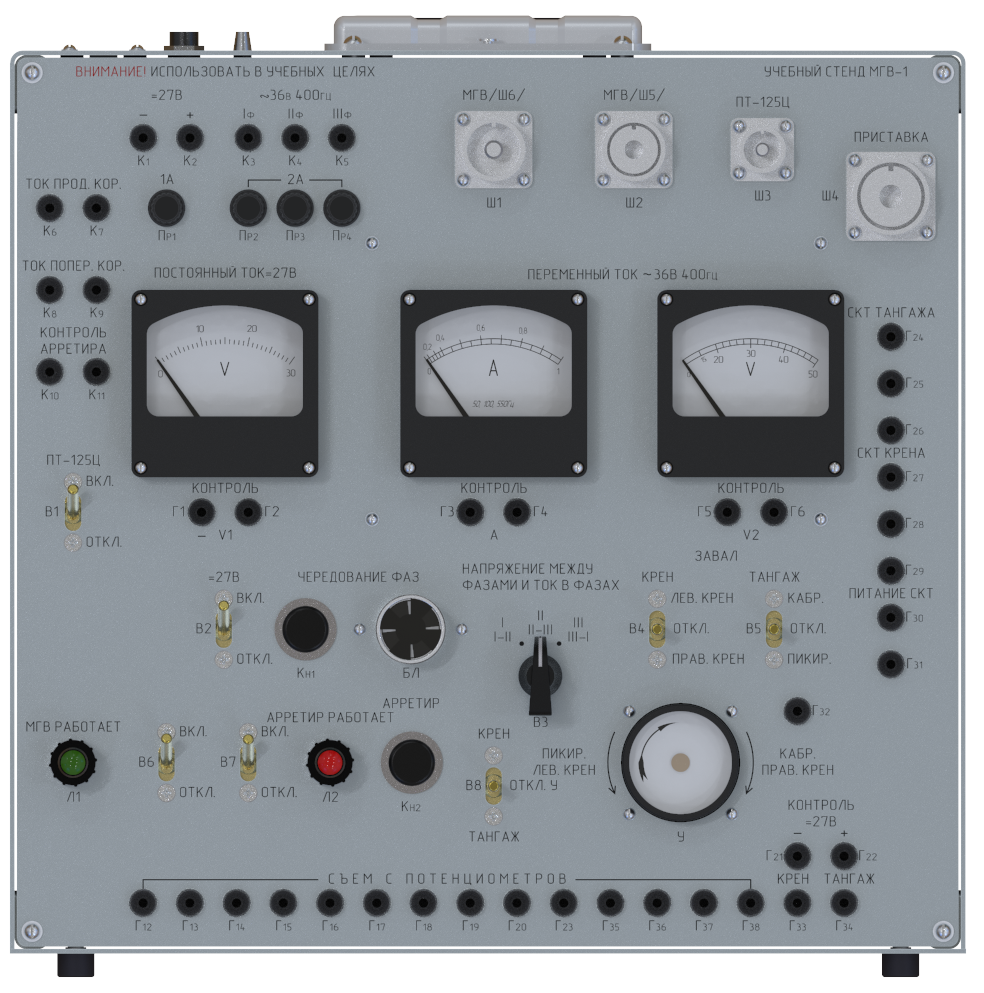 ВНИМАНИЕ! ИСПОЛЬЗОВАТЬ В УЧЕБНЫХ ЦЕЛЯХ
УЧЕБНЫЙ СТЕНД МГВ-1
=27В
~36В 400гц
МГВ/Ш6/
МГВ/Ш5/
ПТ-125Ц
ПРИСТАВКА
− + IФ IIФ IIIФ
К1 К2 К3 К4 К5
Ш1 Ш2 Ш3 Ш4
ТОК ПРОД. КОР.
1А 2А
К6 К7
ПР1 ПР2 ПР3 ПР4
ТОК ПОПЕР. КОР.
ПОСТОЯННЫЙ ТОК=27В
ПЕРЕМЕННЫЙ ТОК ~36В 400гц
К8 К9
КОНТРОЛЬ
АРРЕТИРА
К10 К11
0 10 20 30
V
0 0,2 0,4 0,6 0,8 1
A
0 20 30 40 50
V
СКТ ТАНГАЖА
Г24
Г25
Г26
СКТ КРЕНА
Г27
Г28
Г29
ПИТАНИЕ СКТ
Г30
Г31
ПТ-125Ц
ВКЛ.
В1
ОТКЛ.
КОНТРОЛЬ
Г1 Г2
− V1
КОНТРОЛЬ
Г3 Г4
А
КОНТРОЛЬ
Г5 Г6
V2
=27В
ВКЛ.
В2
ОТКЛ.
ЧЕРЕДОВАНИЕ ФАЗ
КН1
БЛ
НАПРЯЖЕНИЕ МЕЖДУ
ФАЗАМИ И ТОК В ФАЗАХ
I II III
I-II II-III III-I
В3
ЗАВАЛ
КРЕН
ЛЕВ. КРЕН
В4 ОТКЛ.
ПРАВ. КРЕН
ТАНГАЖ
КАБР.
В5 ОТКЛ.
ПИКИР.
Г32
МГВ РАБОТАЕТ
Л1
ВКЛ.
В6
ОТКЛ.
АРРЕТИР РАБОТАЕТ
ВКЛ.
В7
ОТКЛ.
Л2
АРРЕТИР
КН2
КРЕН
В8 ОТКЛ. У
ТАНГАЖ
ПИКИР.
ЛЕВ. КРЕН
КАБР.
ПРАВ. КРЕН
У
КОНТРОЛЬ
=27В
− +
Г21 Г22
СЪЕМ С ПОТЕНЦИОМЕТРОВ
КРЕН ТАНГАЖ
Г12 Г13 Г14 Г15 Г16 Г17 Г18 Г19 Г20 Г23 Г35 Г36 Г37 Г38 Г33 Г34